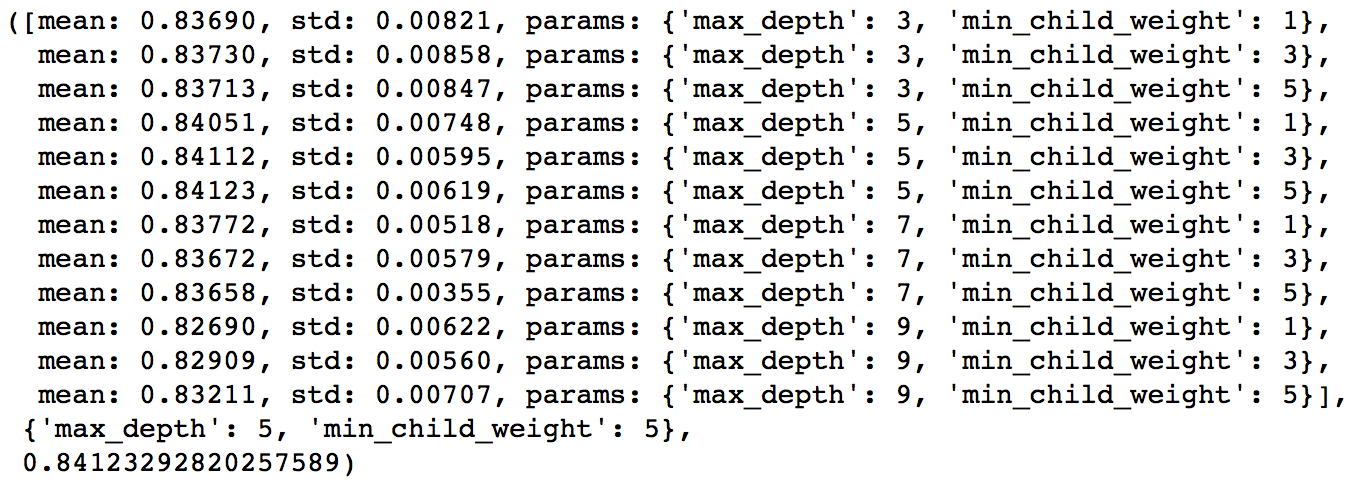 ([mean: 0.83690, std: 0.00821, params: {'max_depth': 3, 'min_child_weight': 1},
mean: 0.83730, std: 0.00858, params: {'max_depth': 3, 'min_child_weight': 3},
mean: 0.83713, std: 0.00847, params: {'max_depth': 3, 'min_child_weight': 5},
mean: 0.84051, std: 0.00748, params: {'max_depth': 5, 'min_child_weight': 1},
mean: 0.84112, std: 0.00595, params: {'max_depth': 5, 'min_child_weight': 3},
mean: 0.84123, std: 0.00619, params: {'max_depth': 5, 'min_child_weight': 5},
mean: 0.83772, std: 0.00518, params: {'max_depth': 7, 'min_child_weight': 1},
mean: 0.83672, std: 0.00579, params: {'max_depth': 7, 'min_child_weight': 3},
mean: 0.83658, std: 0.00355, params: {'max_depth': 7, 'min_child_weight': 5},
mean: 0.82690, std: 0.00622, params: {'max_depth': 9, 'min_child_weight': 1},
mean: 0.82909, std: 0.00560, params: {'max_depth': 9, 'min_child_weight': 3},
mean: 0.83211, std: 0.00707, params: {'max_depth': 9, 'min_child_weight': 5}],
{'max_depth': 5, 'min_child_weight': 5},
0.84123292820257589)